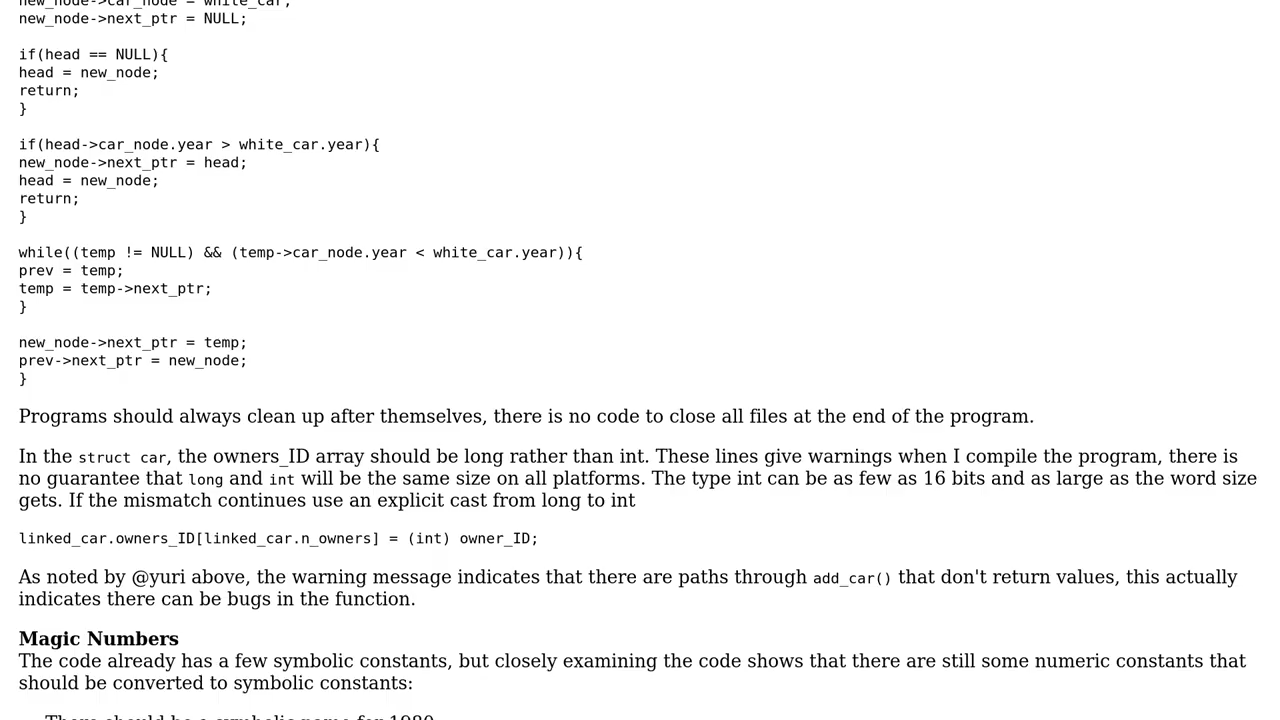 new_node->car_node = white_car;
new_node->next_ptr = NULL;
if(head == NULL){
head = new_node;
return;
}
if(head->car_node.year > white_car.year){
new_node->next_ptr = head;
head = new_node;
return;
}
while((temp != NULL) && (temp->car_node.year < white_car.year)){
prev = temp;
temp = temp->next_ptr;
}
new_node->next_ptr = temp;
prev->next_ptr = new_node;
}
Programs should always clean up after themselves, there is no code to close all files at the end of the program.
In the struct car, the owners_ID array should be long rather than int. These lines give warnings when I compile the program, there is
no guarantee that long and int will be the same size on all platforms. The type int can be as few as 16 bits and as large as the word size
gets. If the mismatch continues use an explicit cast from long to int
linked_car.owners_ID[linked_car.n_owners] = (int) owner_ID;
As noted by @yuri above, the warning message indicates that there are paths through add_car() that don't return values, this actually
indicates there can be bugs in the function.
Magic Numbers
The code already has a few symbolic constants, but closely examining the code shows that there are still some numeric constants that
should be converted to symbolic constants:
There should be a symbolic name for 1980